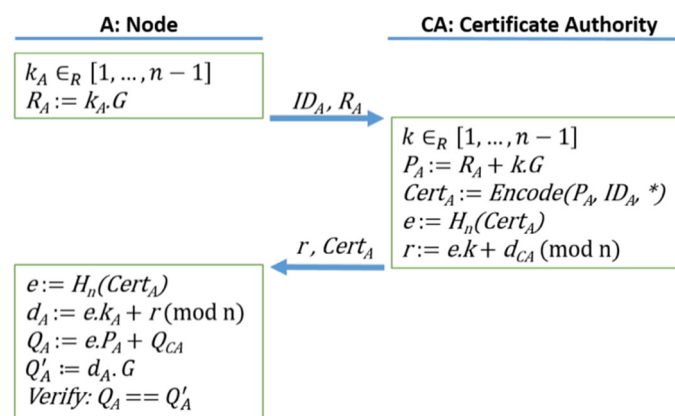 A: Node
CA: Certificate Authority
k_A ∈_R [1, …, n − 1]
R_A := k_A.G
ID_A, R_A
k ∈_R [1, …, n − 1]
P_A := R_A + k.G
Cert_A := Encode(P_A, ID_A, *)
e := H_n(Cert_A)
r := e.k + d_CA (mod n)
r, Cert_A
e := H_n(Cert_A)
d_A := e.k_A + r (mod n)
Q_A := e.P_A + Q_CA
Q′_A := d_A. G
Verify: Q_A == Q′_A